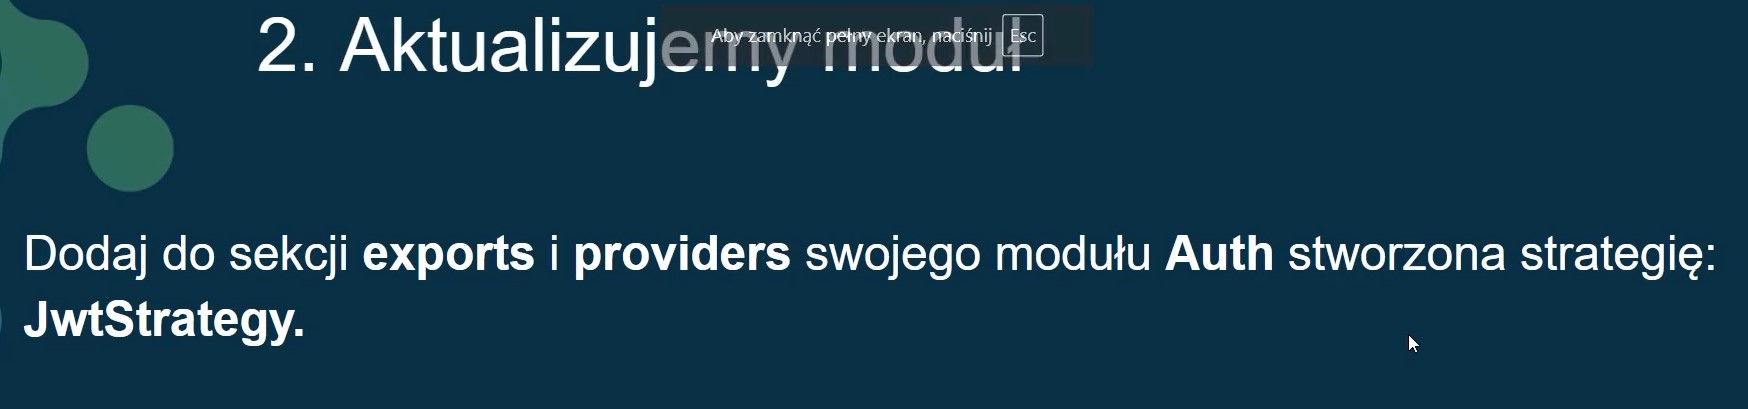 2. Aktualizujemy moduł
Aby zamknąć pełny ekran, naciśnij Esc
Dodaj do sekcji exports i providers swojego modułu Auth stworzona strategię:
JwtStrategy.